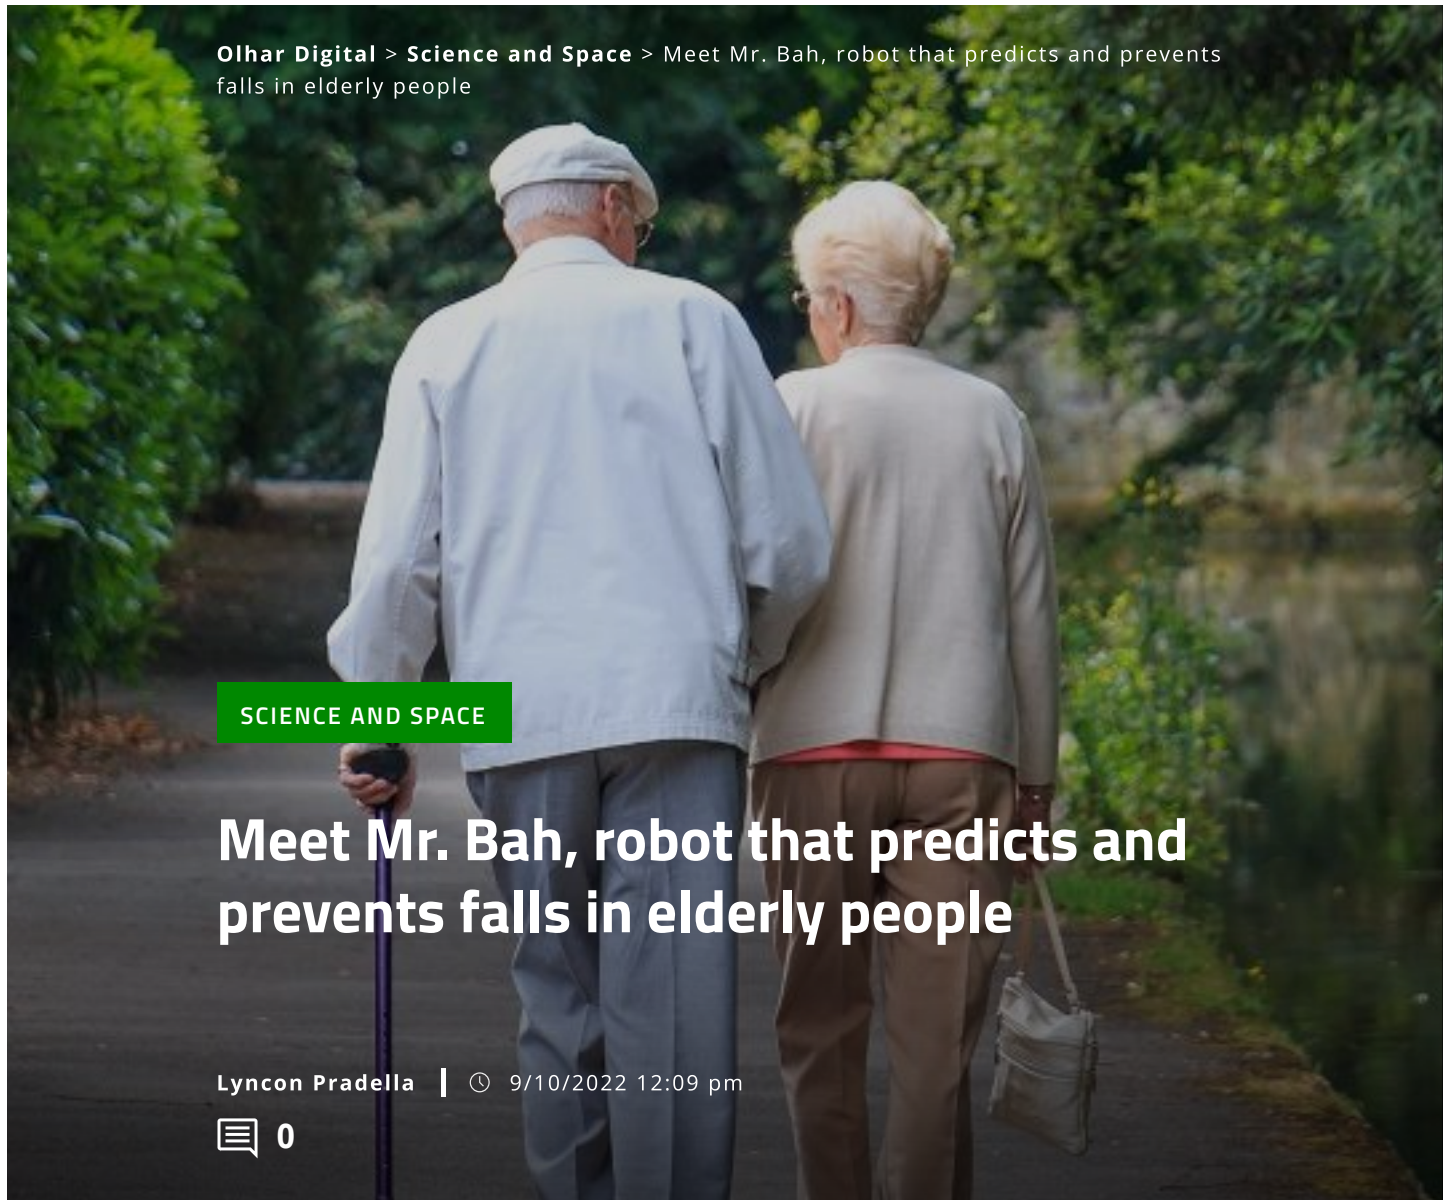 Olhar Digital > Science and Space > Meet Mr. Bah, robot that predicts and prevents
falls in elderly people
SCIENCE AND SPACE
Meet Mr. Bah, robot that predicts and
prevents falls in elderly people
Lyncon Pradella | 9/10/2022 12:09 pm
0